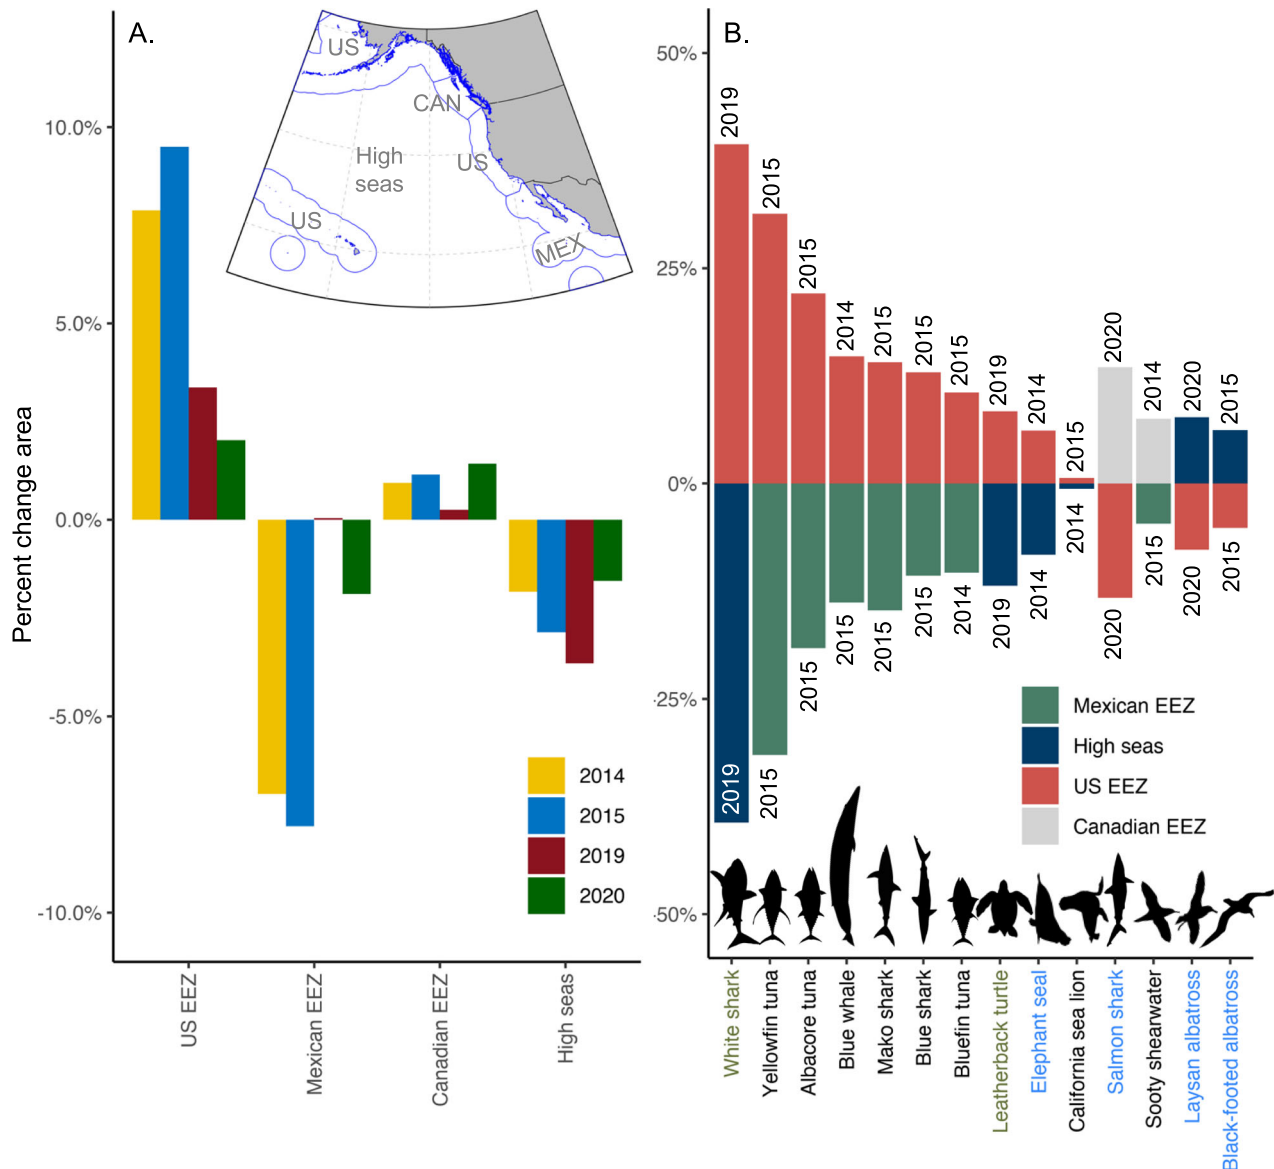 A.
US
CAN
High
seas
US
US
MEX
Percent change area
10.0%
5.0%
0.0%
-5.0%
-10.0%
2014
2015
2019
2020
US EEZ
Mexican EEZ
Canadian EEZ
High seas
B.
50%
25%
0%
-25%
-50%
2019
2015
2015
2014
2015
2015
2015
2019
2014
2015
2020
2014
2020
2015
2019
2015
2015
2015
2015
2015
2014
2019
2014
2014
2020
2015
2020
2015
Mexican EEZ
High seas
US EEZ
Canadian EEZ
White shark
Yellowfin tuna
Albacore tuna
Blue whale
Mako shark
Blue shark
Bluefin tuna
Leatherback turtle
Elephant seal
California sea lion
Salmon shark
Sooty shearwater
Laysan albatross
Black-footed albatross